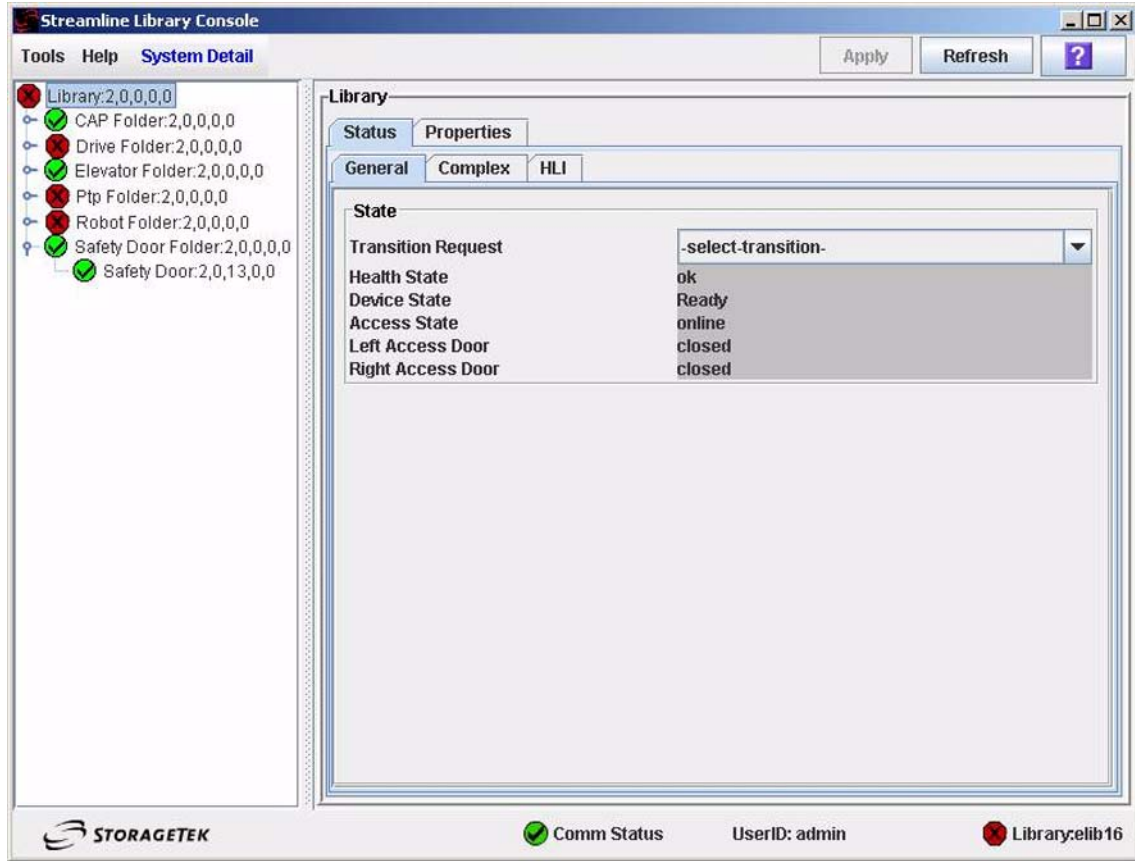 Streamline Library Console
Tools Help System Detail
Apply Refresh ?
Library:2,0,0,0,0
CAP Folder:2,0,0,0,0
Drive Folder:2,0,0,0,0
Elevator Folder:2,0,0,0,0
Ptp Folder:2,0,0,0,0
Robot Folder:2,0,0,0,0
Safety Door Folder:2,0,0,0,0
Safety Door:2,0,13,0,0
Library
Status Properties
General Complex HLI
State
Transition Request -select-transition-
Health State ok
Device State Ready
Access State online
Left Access Door closed
Right Access Door closed
STORAGETEK Comm Status UserID: admin Library:elib16